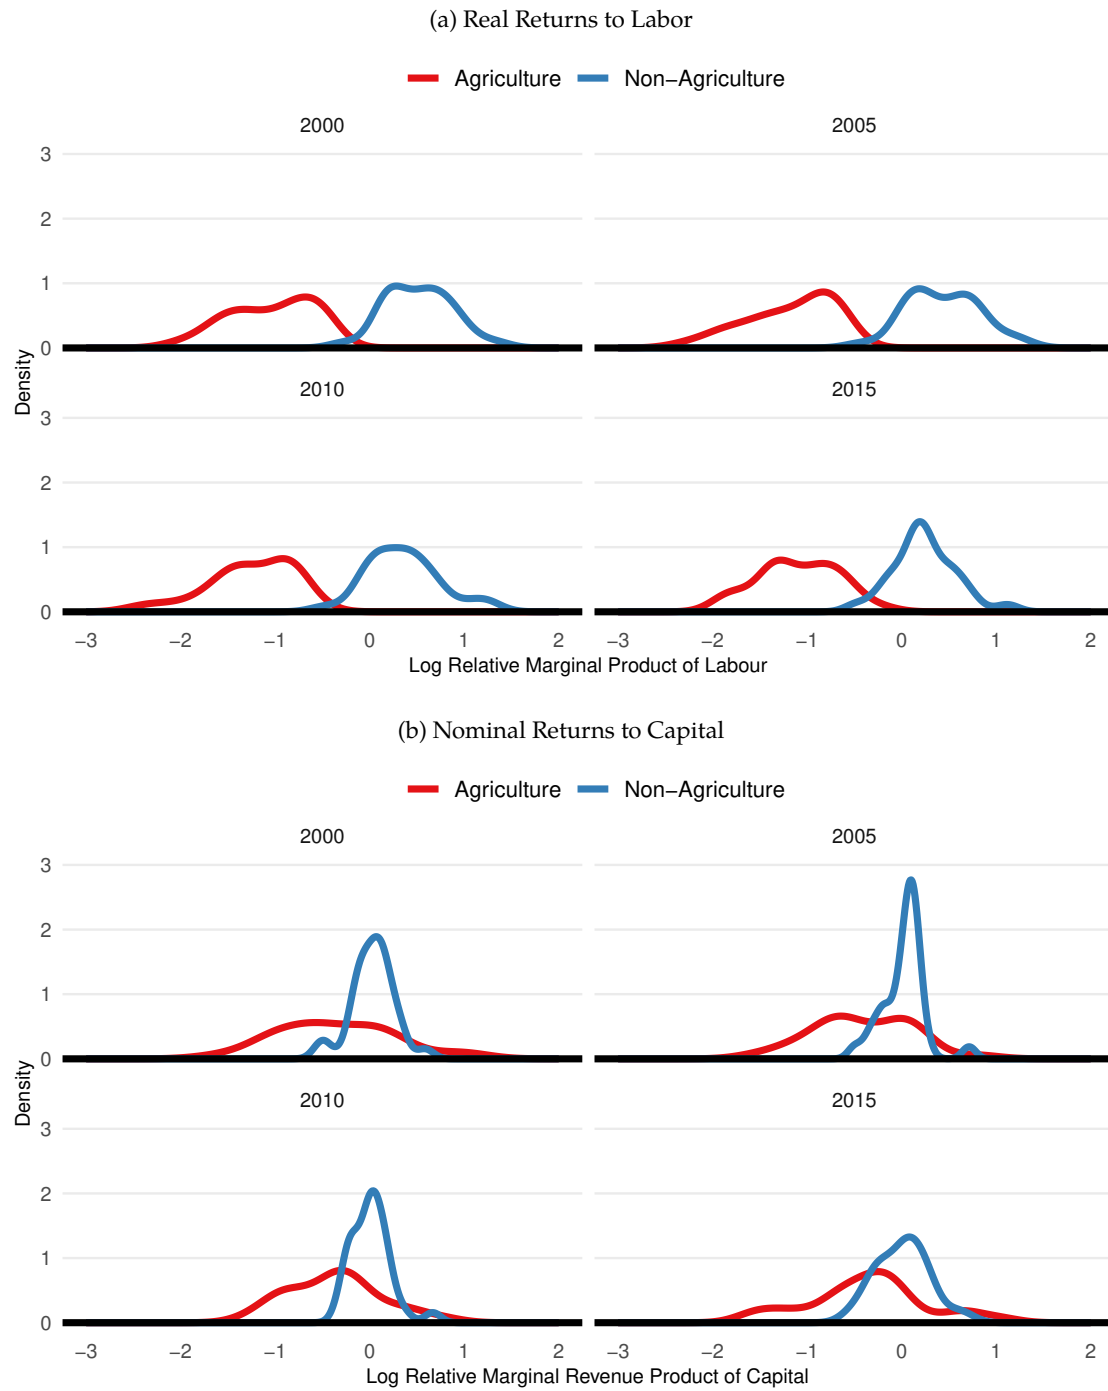 (a) Real Returns to Labor
Agriculture Non−Agriculture
2000 2005
3
2
1
0
2010 2015
3
2
1
0
Density
−3 −2 −1 0 1 2 −3 −2 −1 0 1 2
Log Relative Marginal Product of Labour
(b) Nominal Returns to Capital
Agriculture Non−Agriculture
2000 2005
3
2
1
0
2010 2015
3
2
1
0
Density
−3 −2 −1 0 1 2 −3 −2 −1 0 1 2
Log Relative Marginal Revenue Product of Capital